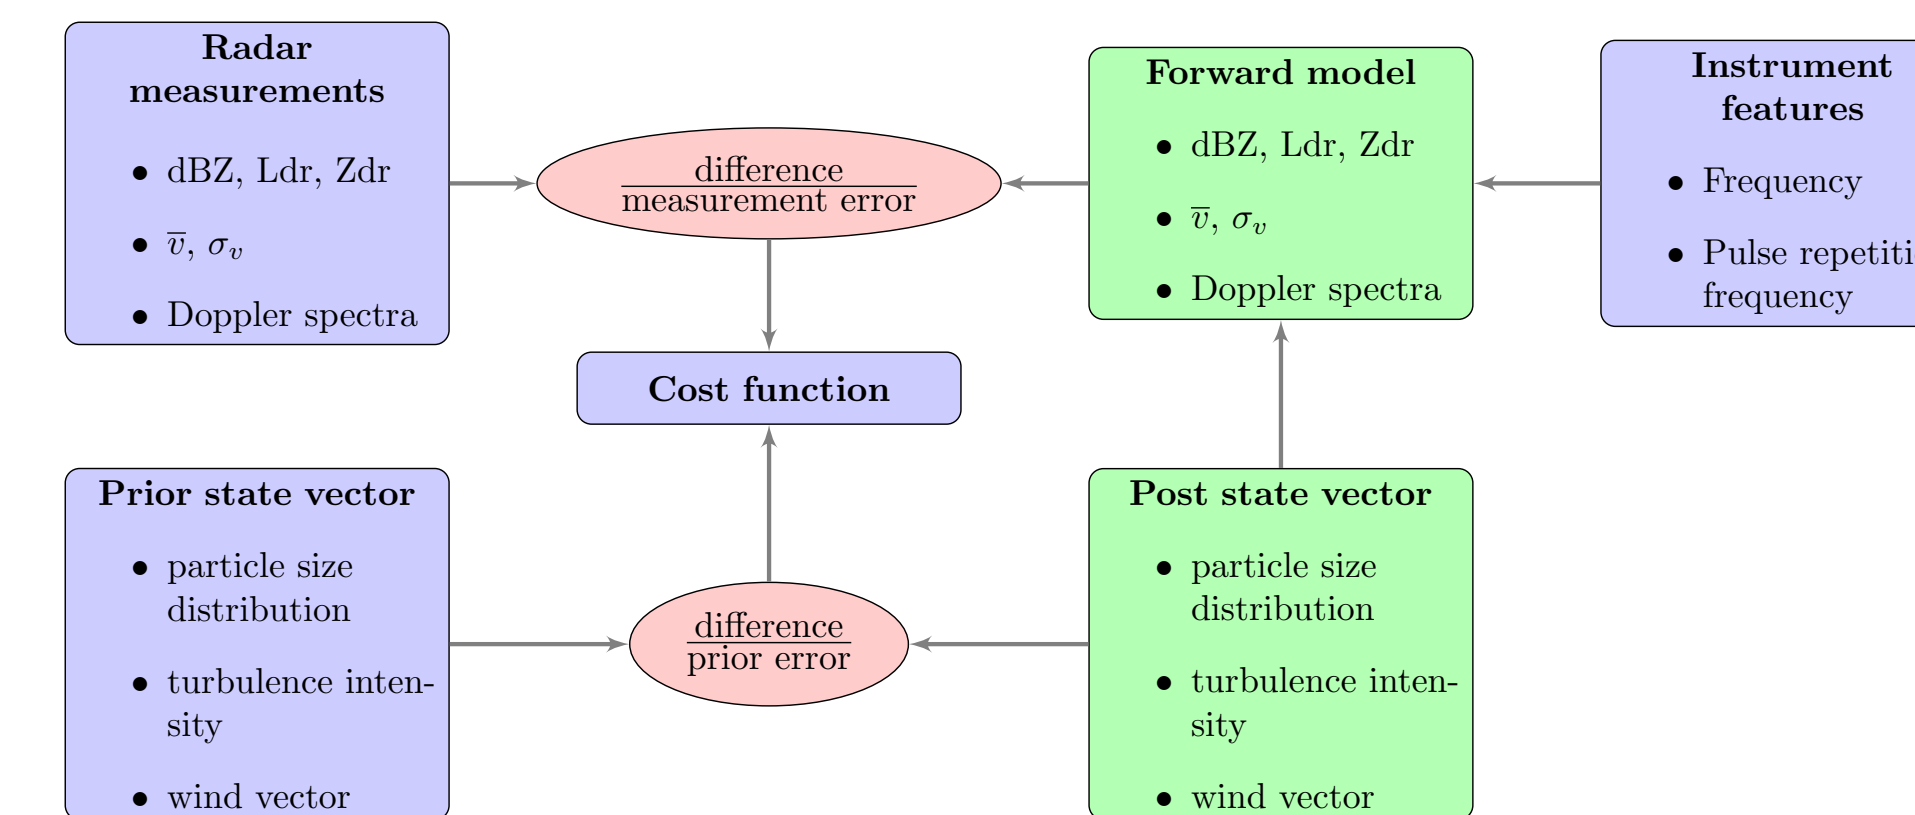 Radar
measurements
• dBZ, Ldr, Zdr
• v̅, σᵥ
• Doppler spectra
difference
measurement error
Forward model
• dBZ, Ldr, Zdr
• v̅, σᵥ
• Doppler spectra
Instrument
features
• Frequency
• Pulse repetiti
frequency
Cost function
Prior state vector
• particle size
distribution
• turbulence inten-
sity
• wind vector
difference
prior error
Post state vector
• particle size
distribution
• turbulence inten-
sity
• wind vector